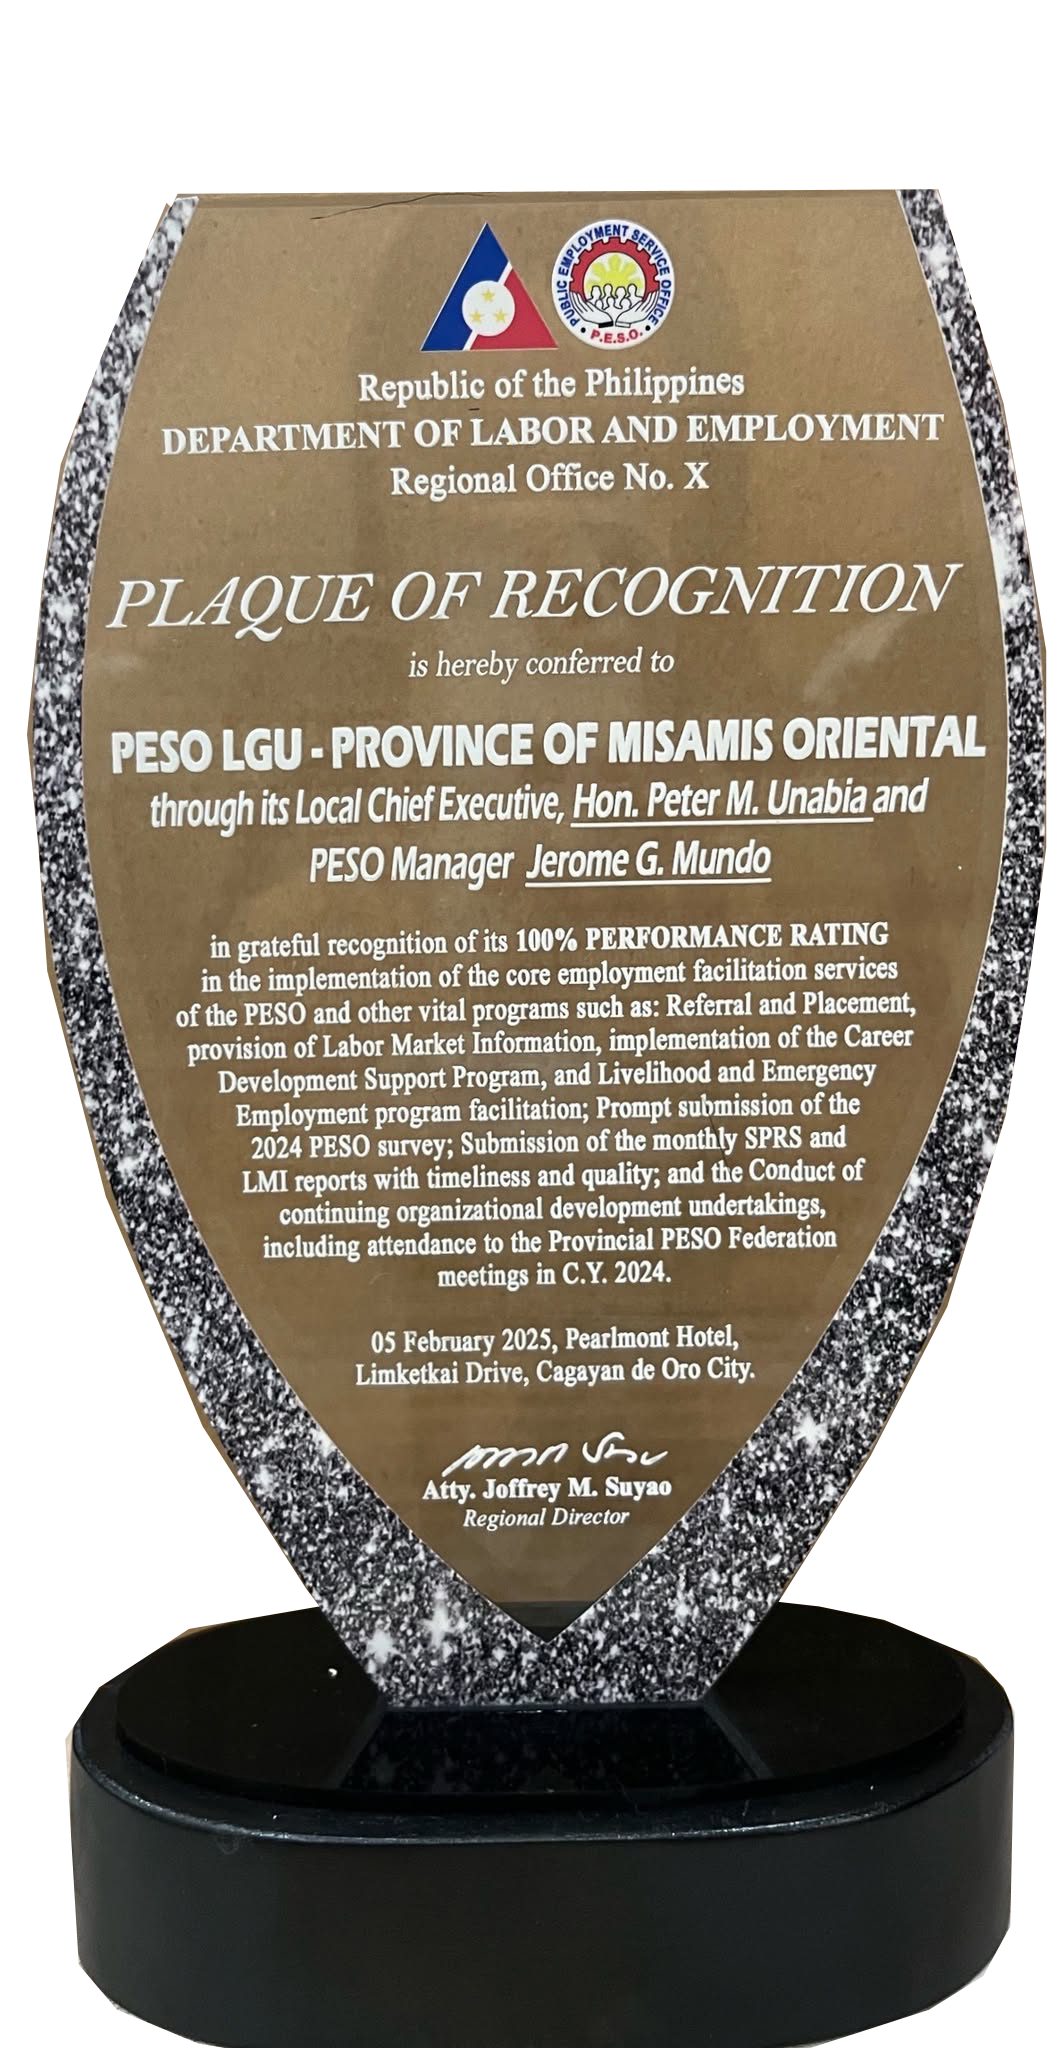 PUBLIC EMPLOYMENT SERVICE OFFICE
P.E.S.O.
Republic of the Philippines
DEPARTMENT OF LABOR AND EMPLOYMENT
Regional Office No. X
PLAQUE OF RECOGNITION
is hereby conferred to
PESO LGU - PROVINCE OF MISAMIS ORIENTAL
through its Local Chief Executive, Hon. Peter M. Unabia and
PESO Manager Jerome G. Mundo
in grateful recognition of its 100% PERFORMANCE RATING
in the implementation of the core employment facilitation services
of the PESO and other vital programs such as: Referral and Placement,
provision of Labor Market Information, implementation of the Career
Development Support Program, and Livelihood and Emergency
Employment program facilitation; Prompt submission of the
2024 PESO survey; Submission of the monthly SPRS and
LMI reports with timeliness and quality; and the Conduct of
continuing organizational development undertakings,
including attendance to the Provincial PESO Federation
meetings in C.Y. 2024.
05 February 2025, Pearlmont Hotel,
Limketkai Drive, Cagayan de Oro City.
Atty. Joffrey M. Suyao
Regional Director